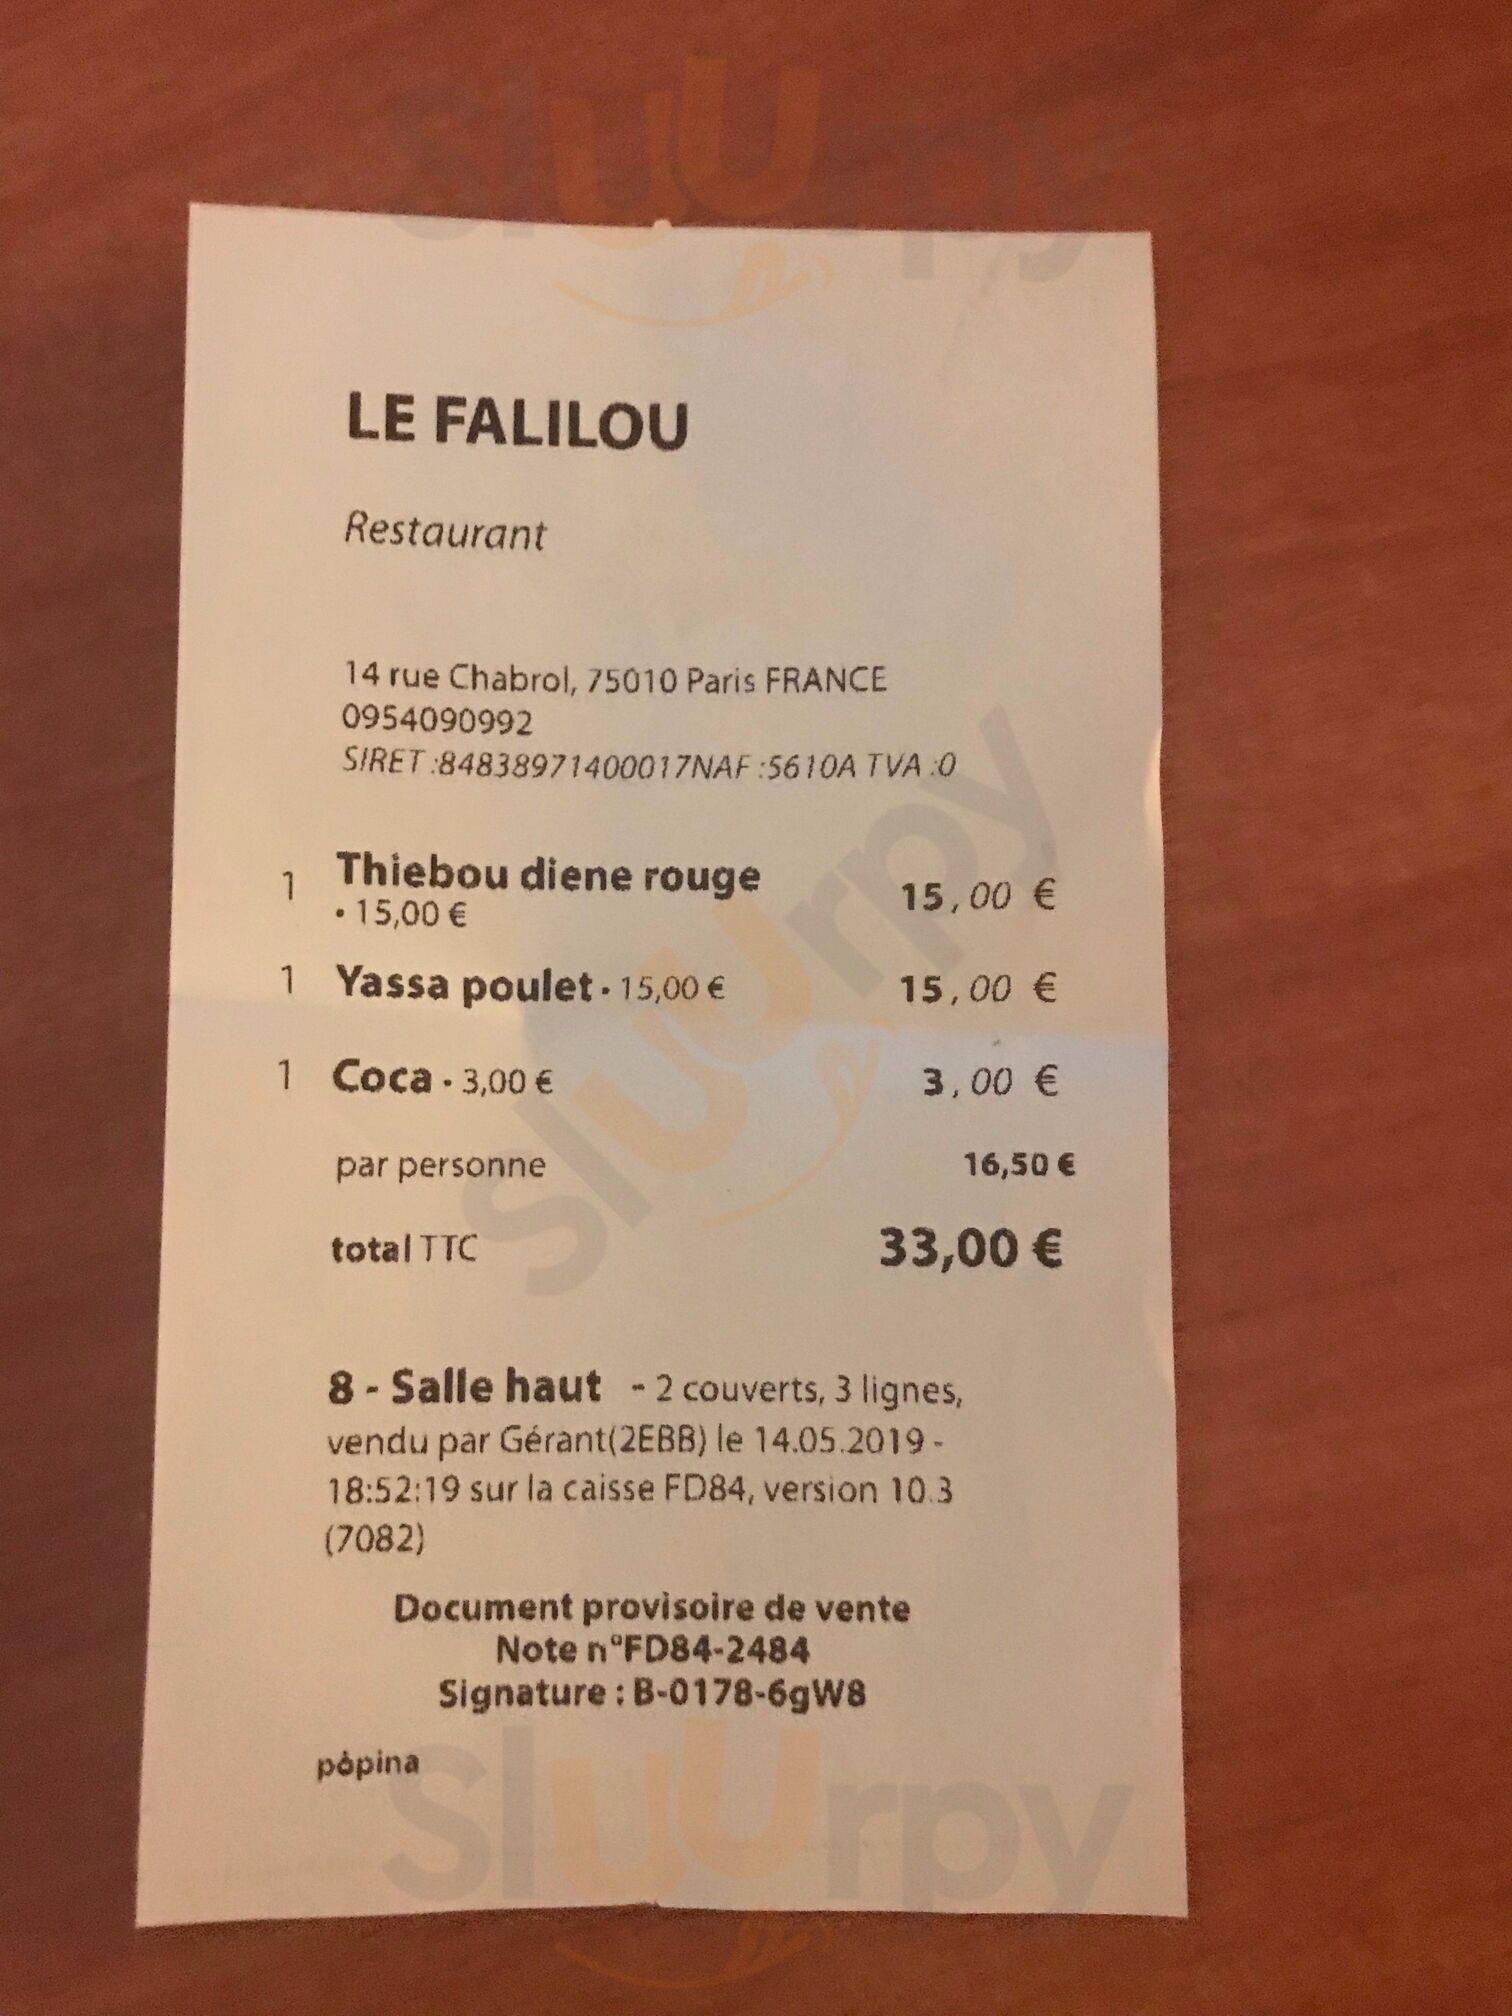 sluUrpy
LE FALILOU
Restaurant
14 rue Chabrol, 75010 Paris FRANCE
0954090992
SIRET :84838971400017NAF :5610A TVA :0
1 Thiebou diene rouge 15,00 €
• 15,00 €
1 Yassa poulet • 15,00 € 15,00 €
1 Coca • 3,00 € 3,00 €
sluUrpy
par personne 16,50 €
total TTC 33,00 €
8 - Salle haut - 2 couverts, 3 lignes,
vendu par Gérant(2EBB) le 14.05.2019 -
18:52:19 sur la caisse FD84, version 10.3
(7082)
Document provisoire de vente
Note n°FD84-2484
Signature : B-0178-6gW8
pòpina
sluUrpy